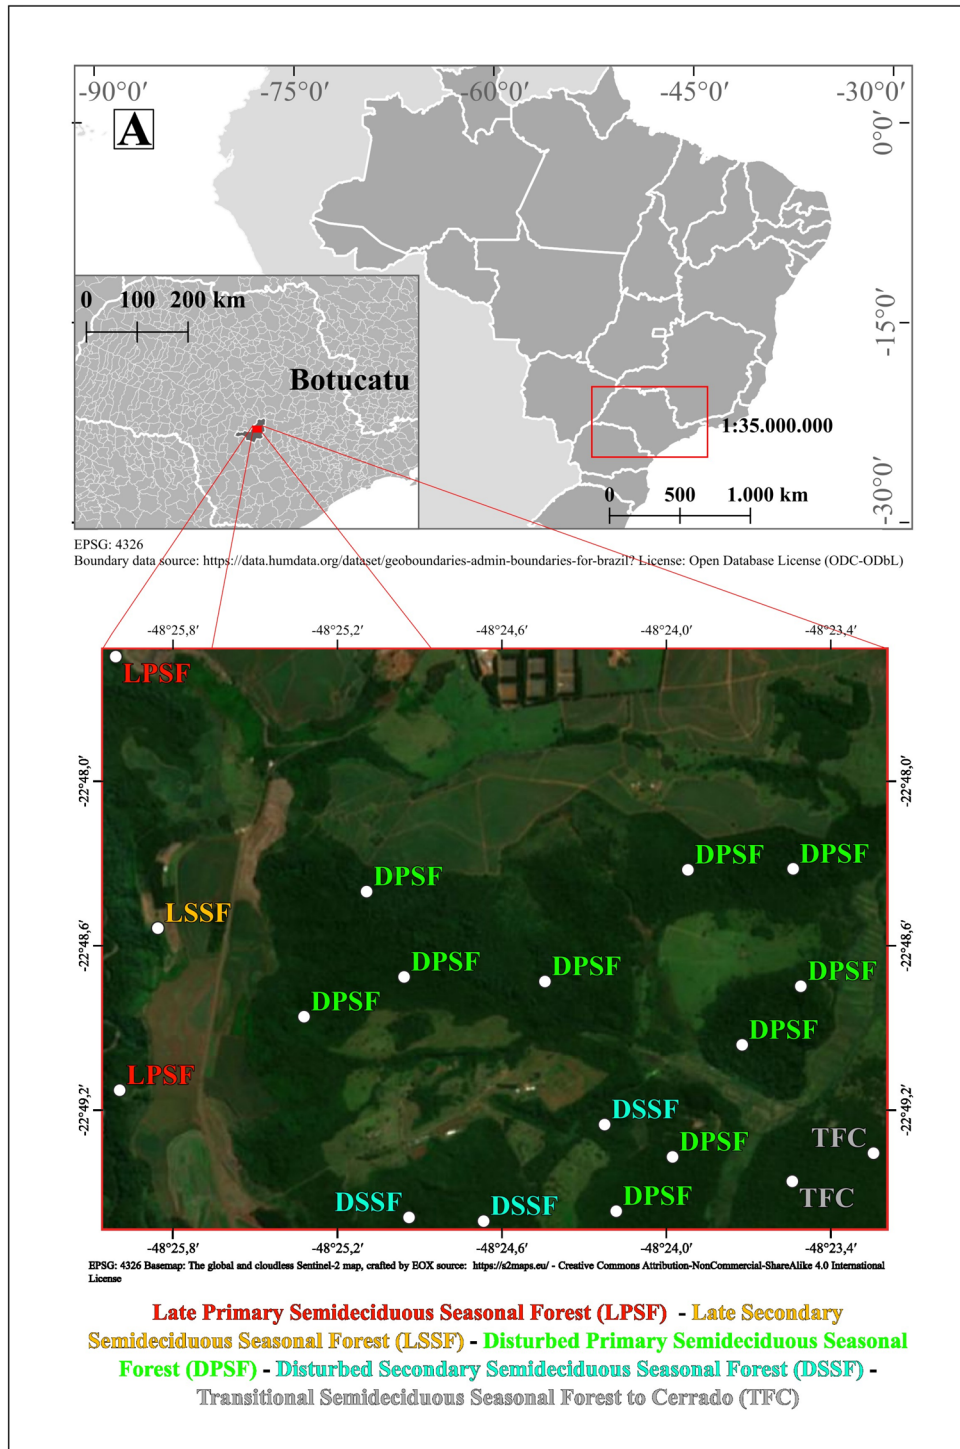 -90°0′ -75°0′ -60°0′ -45°0′ -30°0′
A
0°0′
0 100 200 km
-15°0′
Botucatu
1:35.000.000
-30°0′
0 500 1.000 km
EPSG: 4326
Boundary data source: https://data.humdata.org/dataset/geoboundaries-admin-boundaries-for-brazil? License: Open Database License (ODC-ODbL)
-48°25,8′ -48°25,2′ -48°24,6′ -48°24,0′ -48°23,4′
LPSF
-22°48,0′ -22°48,0′
DPSF DPSF
DPSF
LSSF
-22°48,6′ -22°48,6′
DPSF DPSF
DPSF
DPSF
DPSF
LPSF
-22°49,2′ -22°49,2′
DSSF
DPSF TFC
DSSF DSSF DPSF TFC
-48°25,8′ -48°25,2′ -48°24,6′ -48°24,0′ -48°23,4′
EPSG: 4326 Basemap: The global and cloudless Sentinel-2 map, crafted by EOX source: https://s2maps.eu/ - Creative Commons Attribution-NonCommercial-ShareAlike 4.0 International
License
Late Primary Semideciduous Seasonal Forest (LPSF) - Late Secondary
Semideciduous Seasonal Forest (LSSF) - Disturbed Primary Semideciduous Seasonal
Forest (DPSF) - Disturbed Secondary Semideciduous Seasonal Forest (DSSF) -
Transitional Semideciduous Seasonal Forest to Cerrado (TFC)